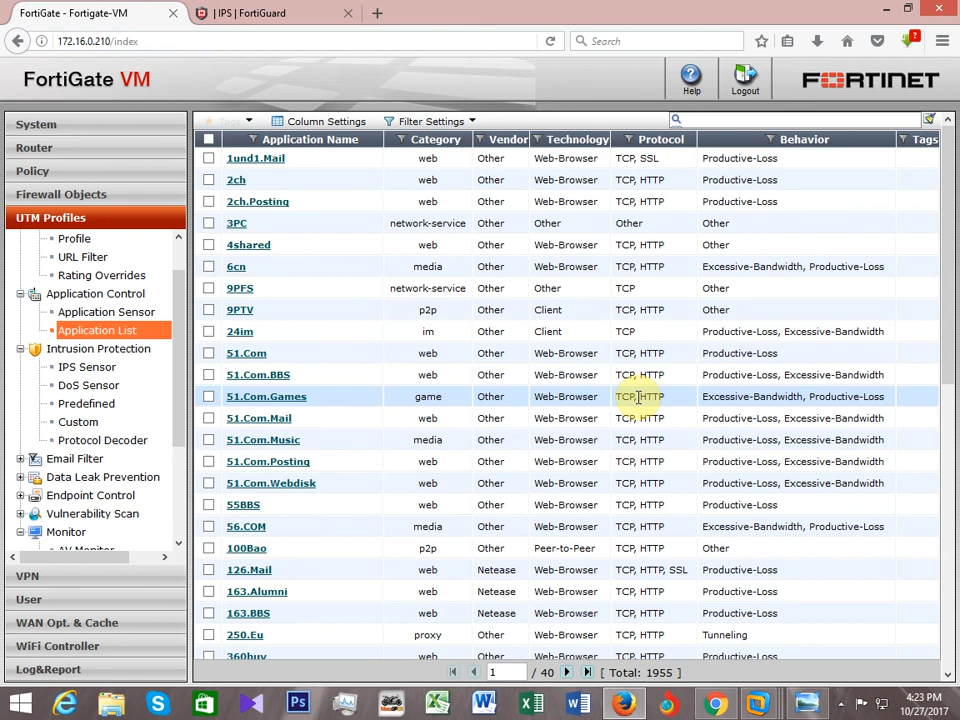 FortiGate - Fortigate-VM × | IPS | FortiGuard × +
172.16.0.210/index Search ?
FortiGate VM Help Logout FORTINET
System
Router
Policy
Firewall Objects
UTM Profiles
Profile
URL Filter
Rating Overrides
Application Control
Application Sensor
Application List
Intrusion Protection
IPS Sensor
DoS Sensor
Predefined
Custom
Protocol Decoder
Email Filter
Data Leak Prevention
Endpoint Control
Vulnerability Scan
Monitor
AV Monitor
VPN
User
WAN Opt. & Cache
WiFi Controller
Log&Report
Tags Column Settings Filter Settings
Application Name Category Vendor Technology Protocol Behavior Tags
1und1.Mail web Other Web-Browser TCP, SSL Productive-Loss
2ch web Other Web-Browser TCP, HTTP Productive-Loss
2ch.Posting web Other Web-Browser TCP, HTTP Productive-Loss
3PC network-service Other Other Other Other
4shared web Other Web-Browser TCP, HTTP Other
6cn media Other Web-Browser TCP, HTTP Excessive-Bandwidth, Productive-Loss
9PFS network-service Other Other TCP Other
9PTV p2p Other Client TCP, HTTP Other
24im im Other Client TCP Productive-Loss, Excessive-Bandwidth
51.Com web Other Web-Browser TCP, HTTP Productive-Loss
51.Com.BBS web Other Web-Browser TCP, HTTP Productive-Loss, Excessive-Bandwidth
51.Com.Games game Other Web-Browser TCP, HTTP Excessive-Bandwidth, Productive-Loss
51.Com.Mail web Other Web-Browser TCP, HTTP Productive-Loss, Excessive-Bandwidth
51.Com.Music media Other Web-Browser TCP, HTTP Productive-Loss, Excessive-Bandwidth
51.Com.Posting web Other Web-Browser TCP, HTTP Productive-Loss, Excessive-Bandwidth
51.Com.Webdisk web Other Web-Browser TCP, HTTP Productive-Loss, Excessive-Bandwidth
55BBS web Other Web-Browser TCP, HTTP Productive-Loss
56.COM media Other Web-Browser TCP, HTTP Excessive-Bandwidth, Productive-Loss
100Bao p2p Other Peer-to-Peer TCP, HTTP Other
126.Mail web Netease Web-Browser TCP, HTTP, SSL Productive-Loss
163.Alumni web Netease Web-Browser TCP, HTTP Productive-Loss
163.BBS web Netease Web-Browser TCP, HTTP Productive-Loss
250.Eu proxy Other Web-Browser TCP, HTTP Tunneling
360buy web Other Web-Browser TCP, HTTP Productive-Loss
1 / 40 [ Total: 1955 ]
4:23 PM
10/27/2017